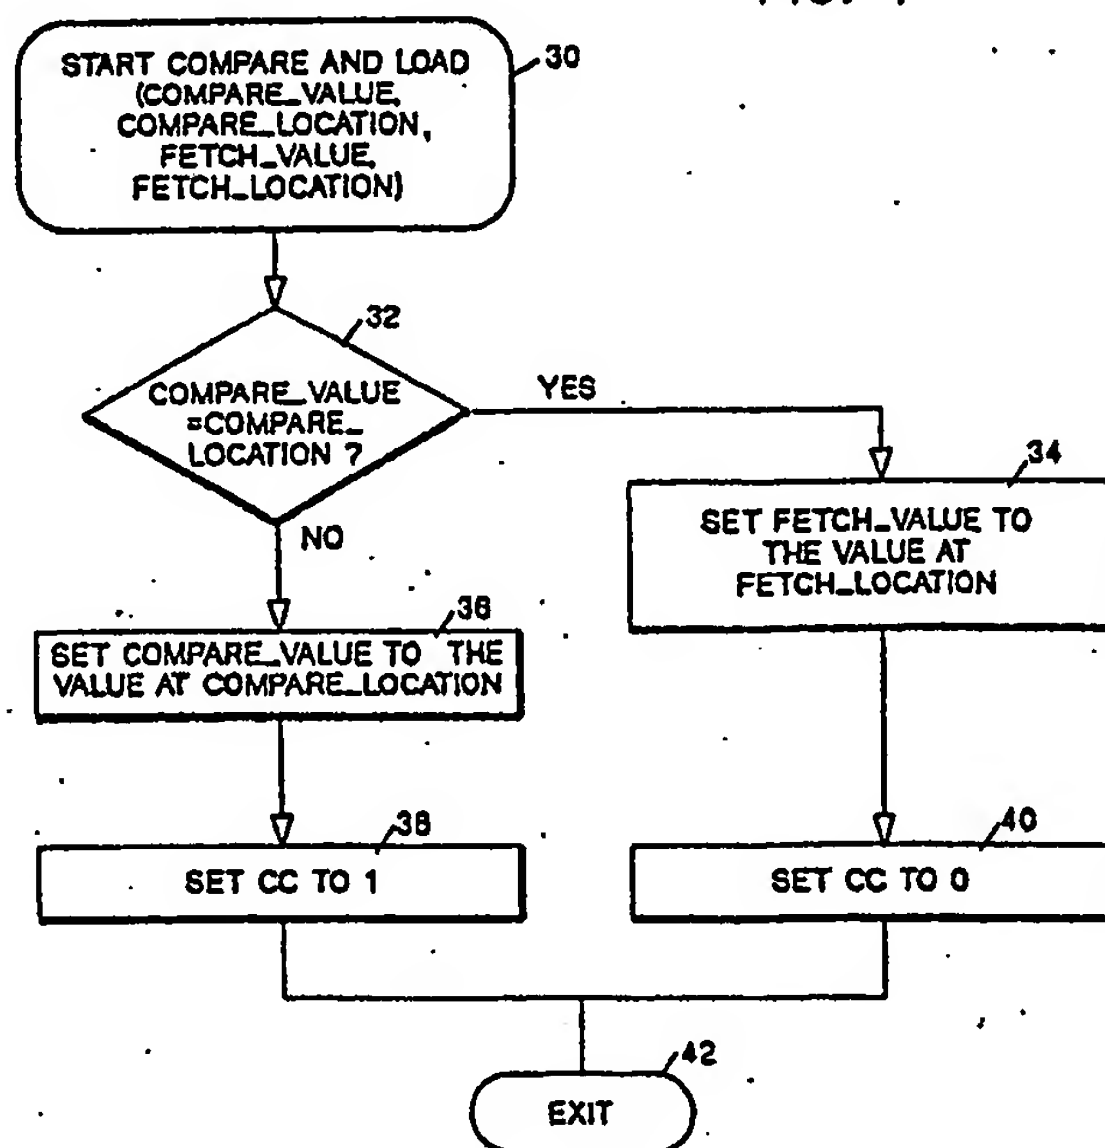 START COMPARE AND LOAD
(COMPARE_VALUE,
COMPARE_LOCATION,
FETCH_VALUE,
FETCH_LOCATION)
30
32
COMPARE_VALUE
=COMPARE_
LOCATION ?
YES
NO
34
SET FETCH_VALUE TO
THE VALUE AT
FETCH_LOCATION
36
SET COMPARE_VALUE TO THE
VALUE AT COMPARE_LOCATION
38
SET CC TO 1
40
SET CC TO 0
42
EXIT